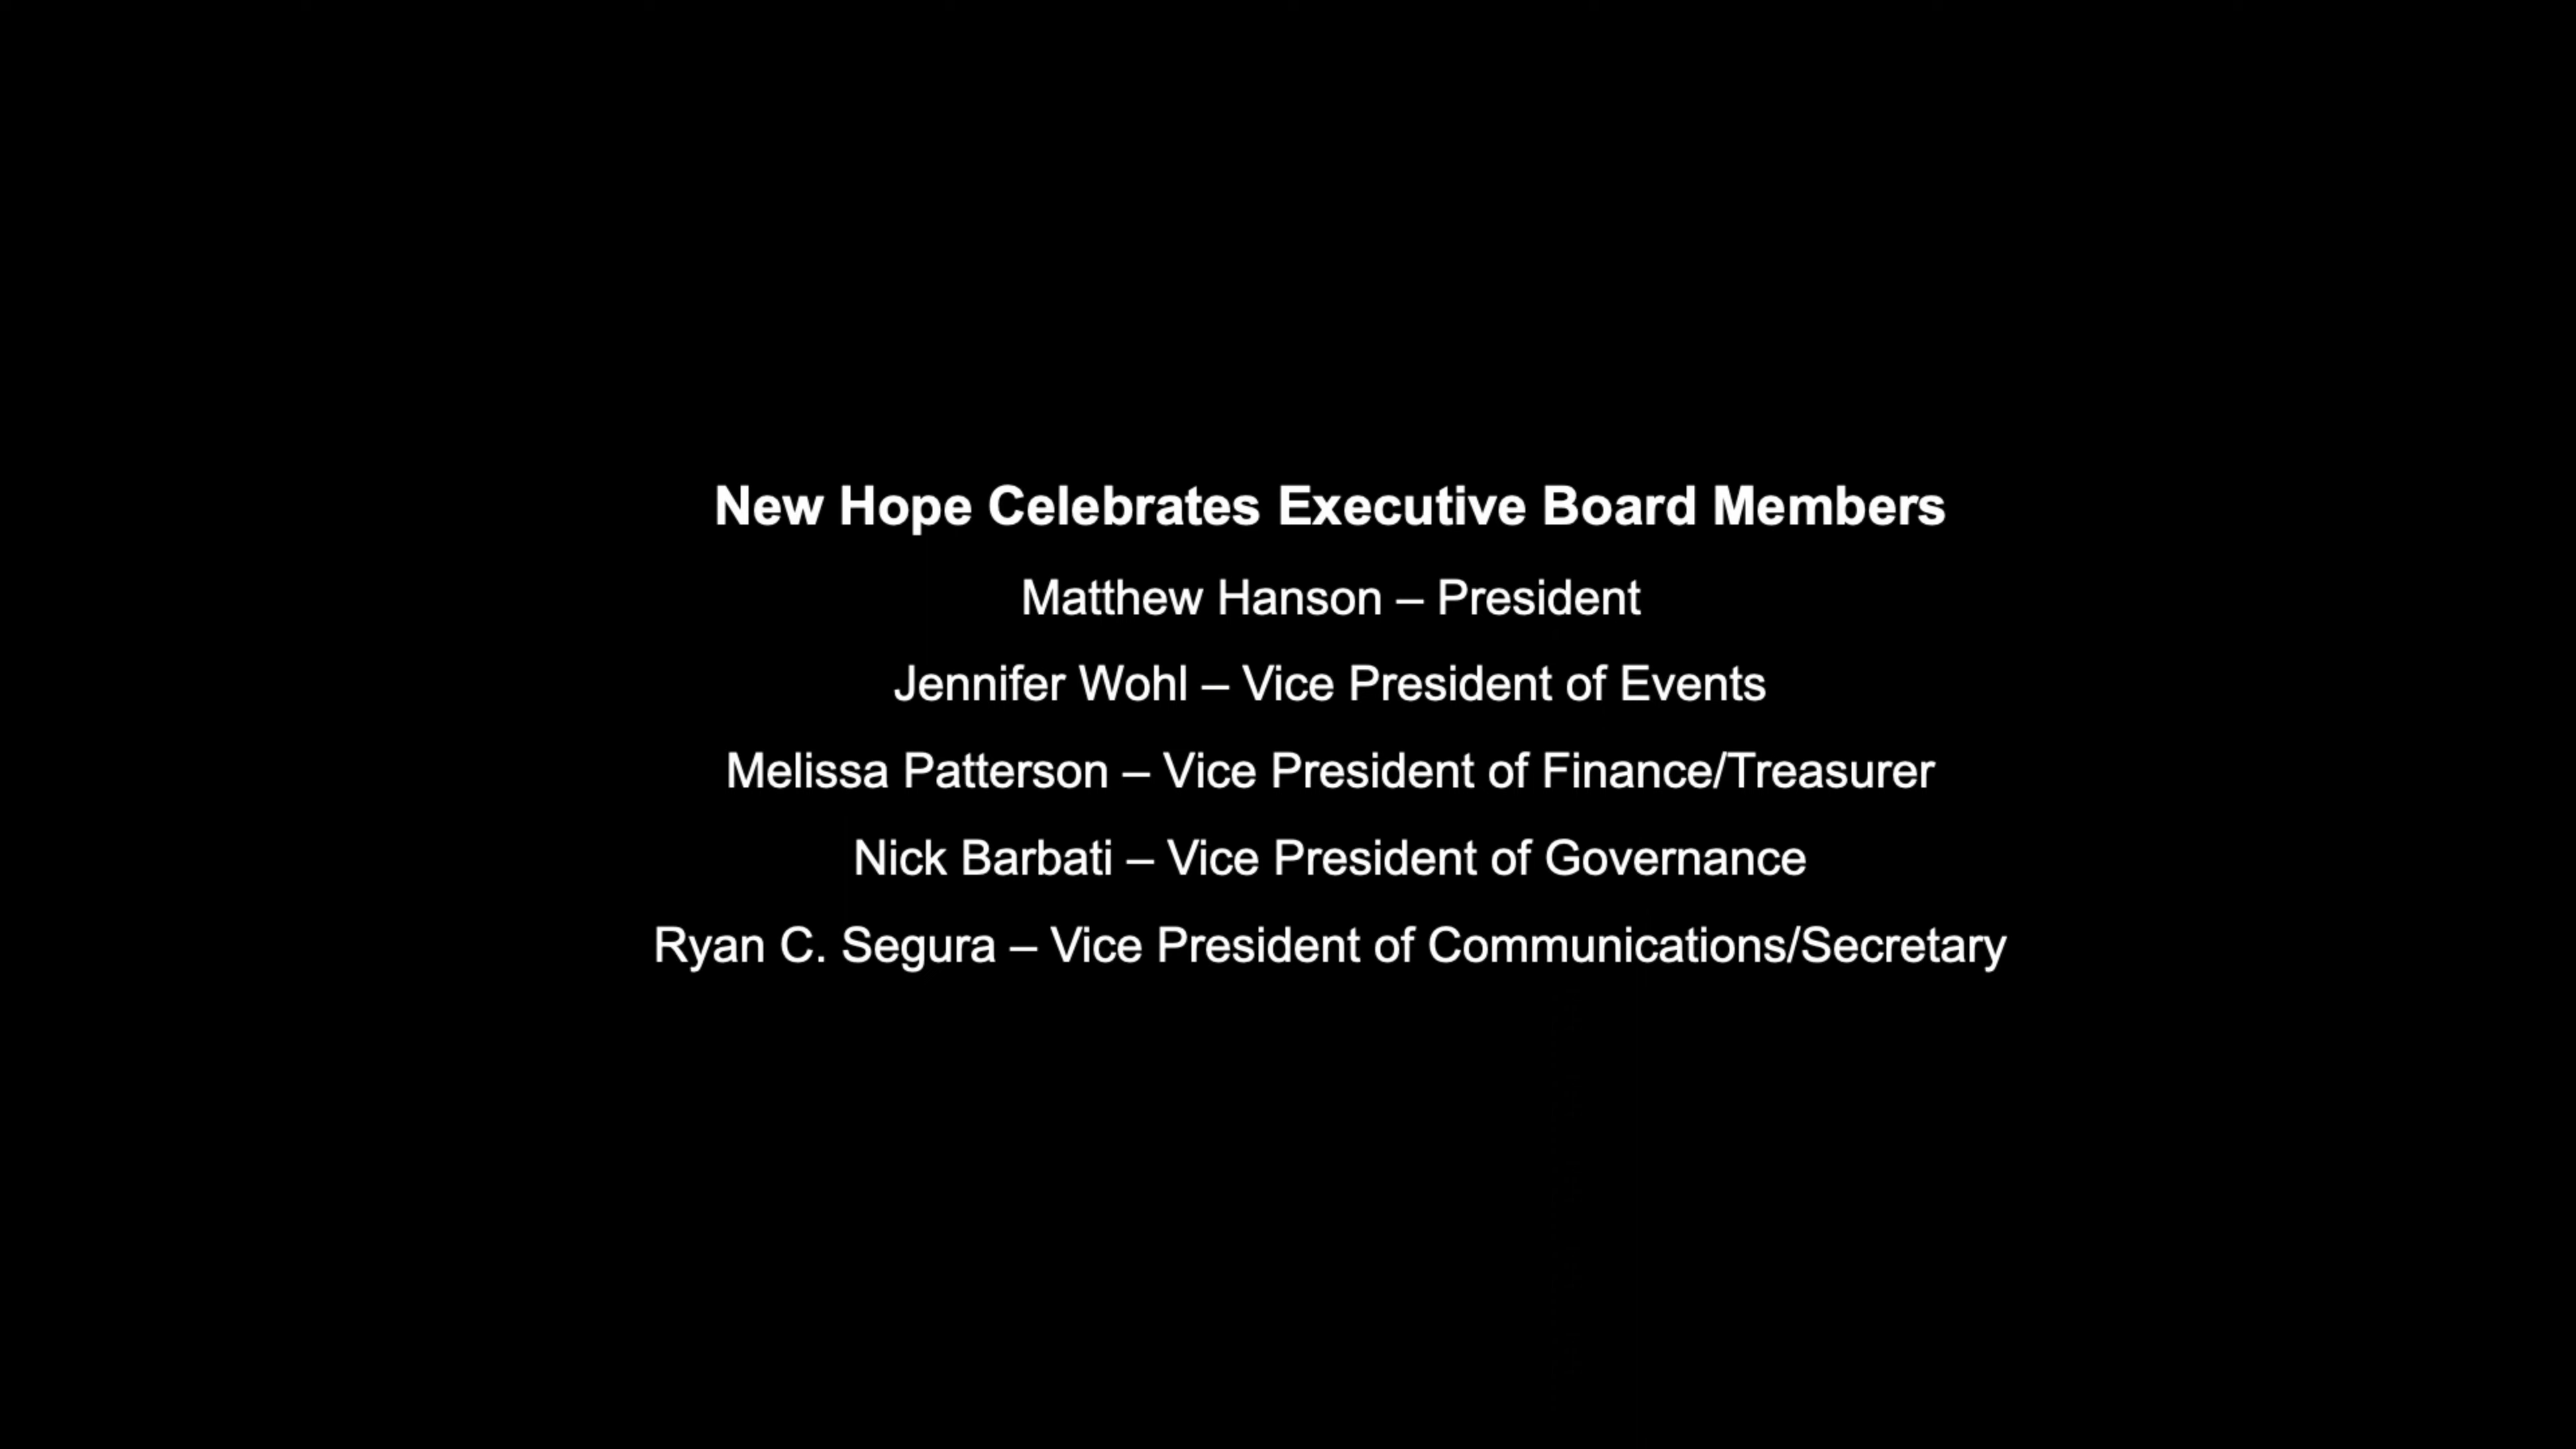 New Hope Celebrates Executive Board Members
Matthew Hanson – President
Jennifer Wohl – Vice President of Events
Melissa Patterson – Vice President of Finance/Treasurer
Nick Barbati – Vice President of Governance
Ryan C. Segura – Vice President of Communications/Secretary